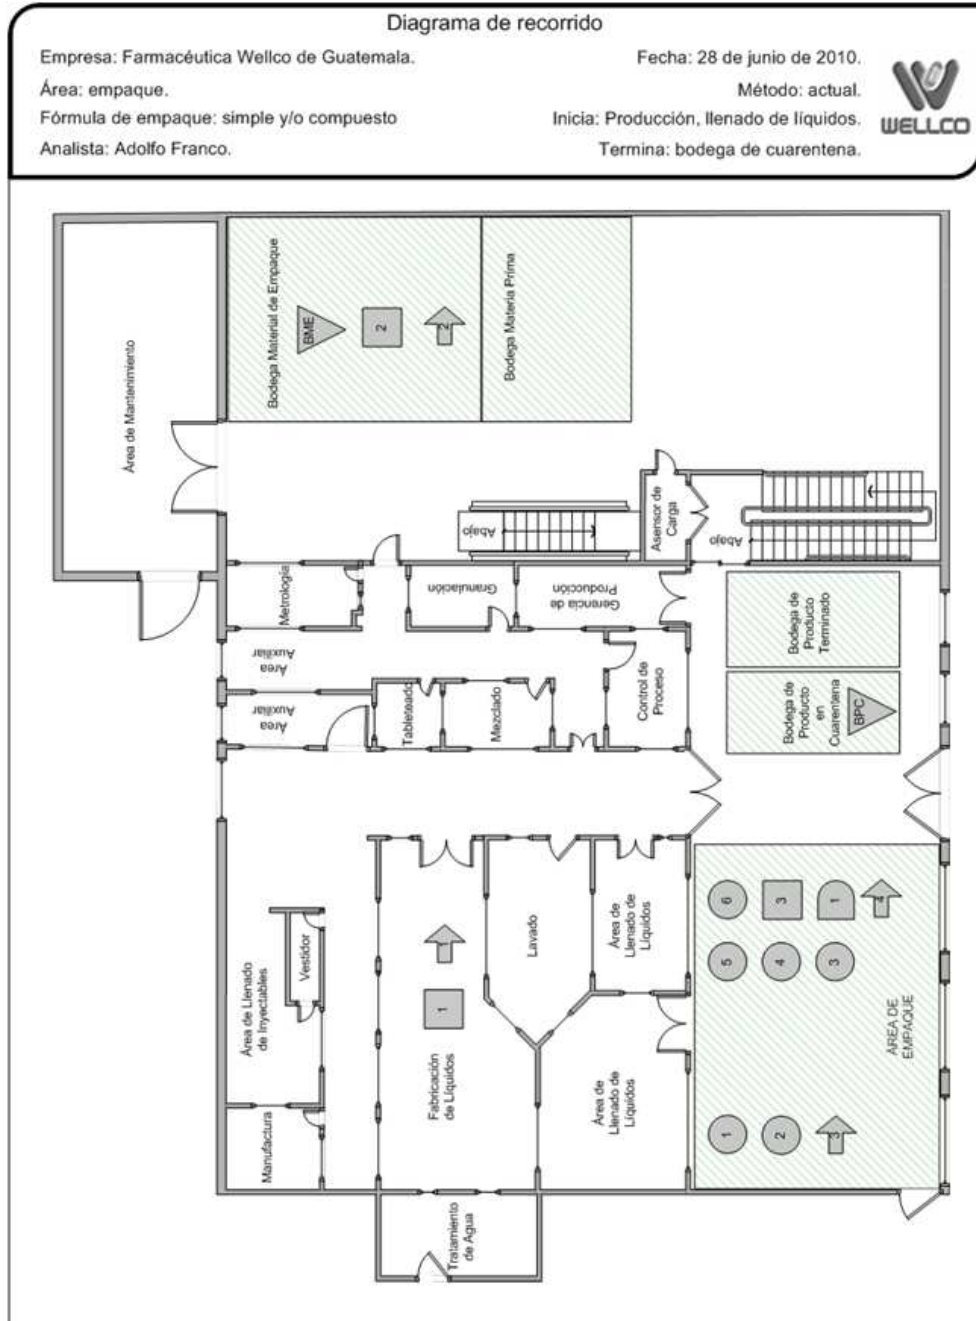 Diagrama de recorrido
Empresa: Farmacéutica Wellco de Guatemala.
Fecha: 28 de junio de 2010.
Área: empaque.
Método: actual.
Fórmula de empaque: simple y/o compuesto
Inicia: Producción, llenado de líquidos.
Analista: Adolfo Franco.
Termina: bodega de cuarentena.
WELLCO
Área de Mantenimiento
Bodega Material de Empaque
BME
2
2
Bodega Materia Prima
Abajo
Asensor de
Carga
Abajo
Metrología
Granulación
Gerencia de
Producción
Área
Auxiliar
Área
Auxiliar
Tableteado
Mezclado
Control de
Proceso
Bodega de
Producto
Terminado
Bodega de
Producto
en
Cuarentena
BPC
Área de Llenado
de Inyectables
Vestidor
Manufactura
Fabricación
de Líquidos
1
1
Lavado
Área de
Llenado de
Líquidos
Área de
Llenado de
Líquidos
Tratamiento
de Agua
ÁREA DE
EMPAQUE
1
2
3
5
4
3
6
3
1
4